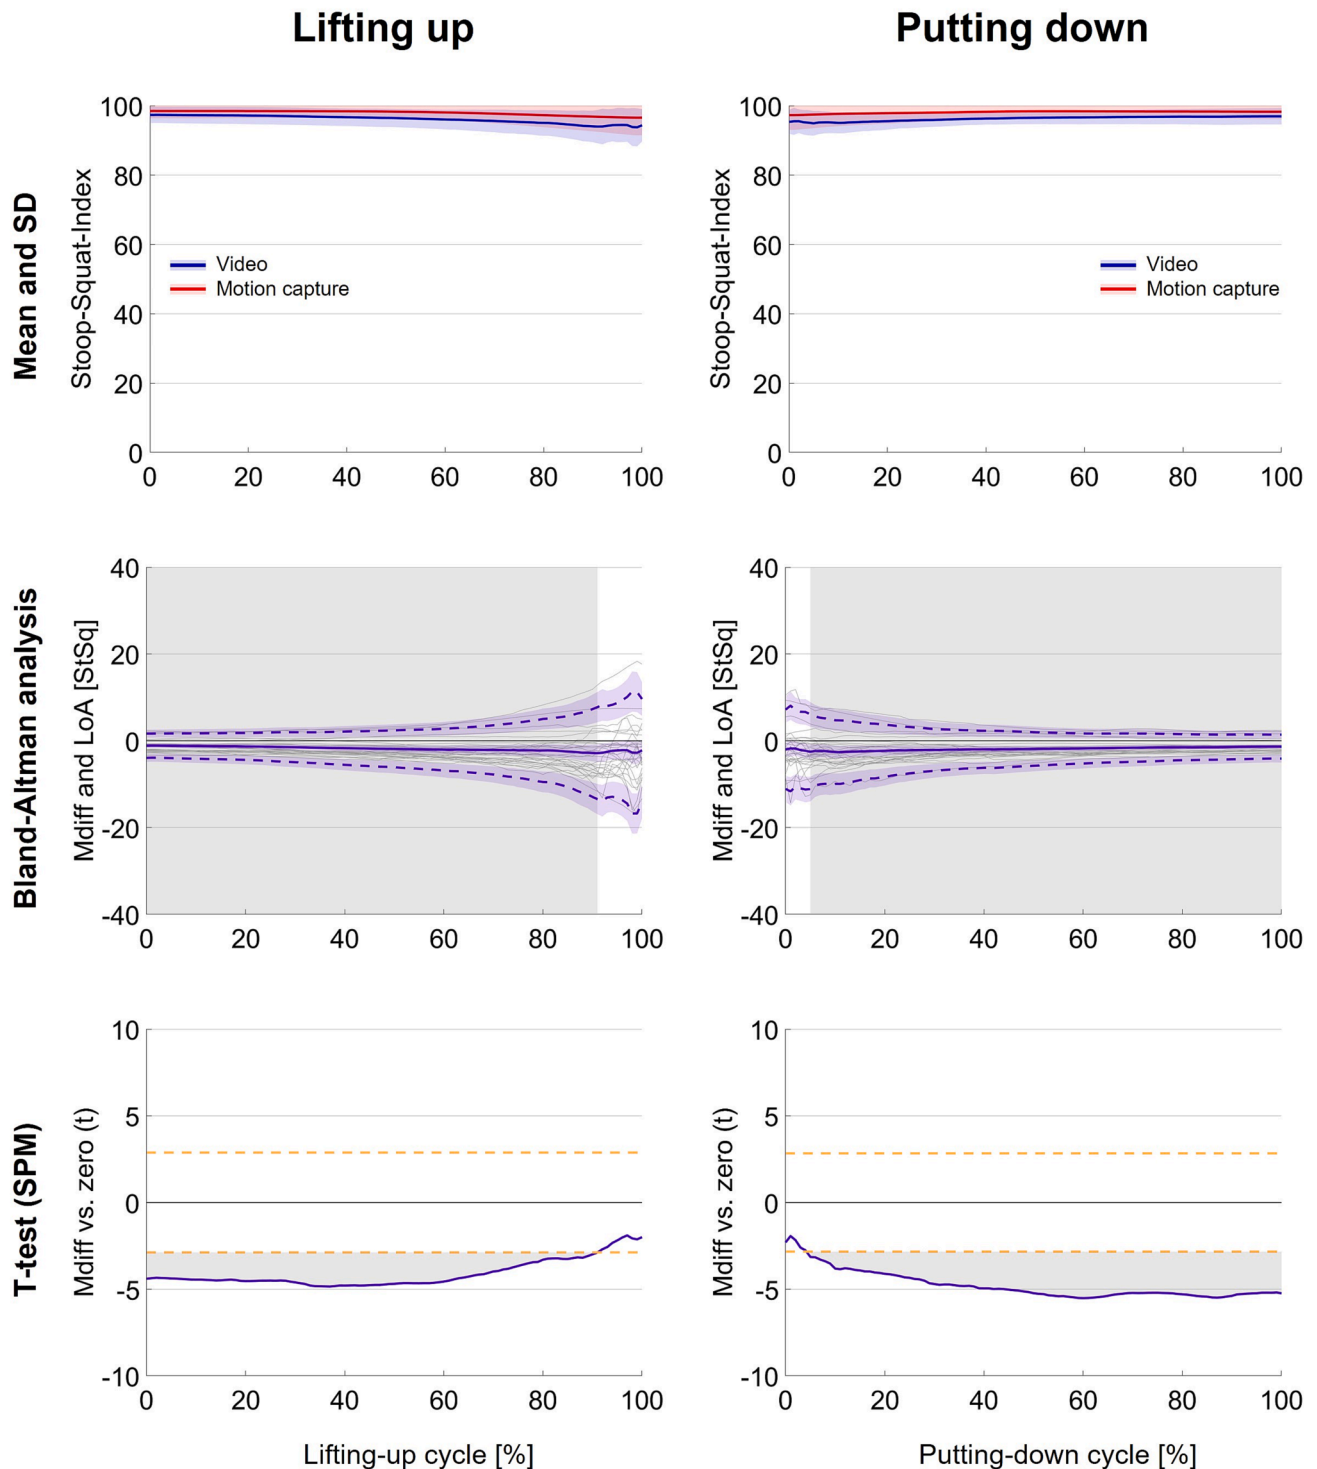 Lifting up
Putting down
Mean and SD
Stoop-Squat-Index
100
80
60
40
20
0
Video
Motion capture
0 20 40 60 80 100
Stoop-Squat-Index
100
80
60
40
20
0
Video
Motion capture
0 20 40 60 80 100
Bland-Altman analysis
Mdiff and LoA [StSq]
40
20
0
-20
-40
0 20 40 60 80 100
Mdiff and LoA [StSq]
40
20
0
-20
-40
0 20 40 60 80 100
T-test (SPM)
Mdiff vs. zero (t)
10
5
0
-5
-10
0 20 40 60 80 100
Lifting-up cycle [%]
Mdiff vs. zero (t)
10
5
0
-5
-10
0 20 40 60 80 100
Putting-down cycle [%]